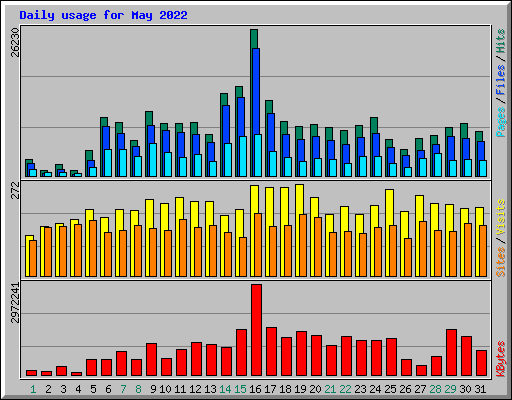 Daily usage for May 2022
26230
Pages / Files / Hits
272
Sites / Visits
2972241
KBytes
1 2 3 4 5 6 7 8 9 10 11 12 13 14 15 16 17 18 19 20 21 22 23 24 25 26 27 28 29 30 31